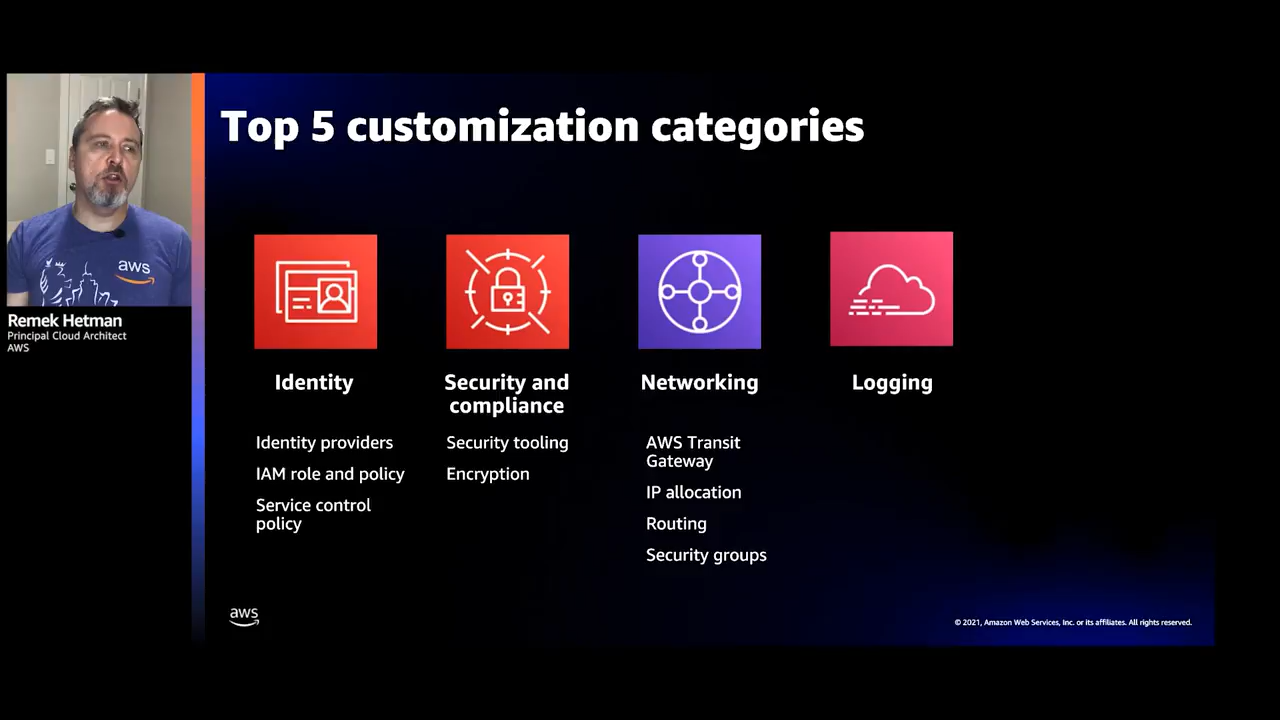 Top 5 customization categories
aws
Remek Hetman
Principal Cloud Architect
AWS
Identity
Identity providers
IAM role and policy
Service control
policy
Security and
compliance
Security tooling
Encryption
Networking
AWS Transit
Gateway
IP allocation
Routing
Security groups
Logging
aws
© 2021, Amazon Web Services, Inc. or its affiliates. All rights reserved.